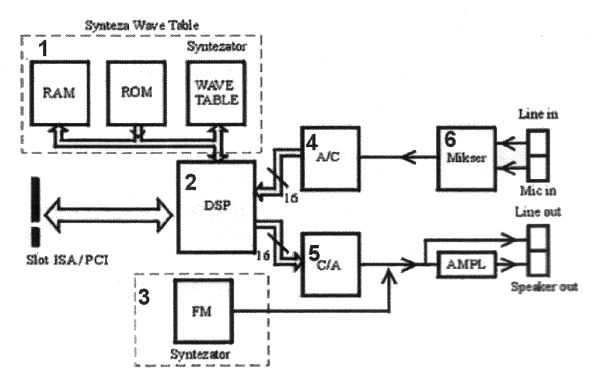 Synteza Wave Table
1
Syntezator
RAM
ROM
WAVE
TABLE
Line in
4
A/C
6
Mikser
Mic in
2
DSP
16
Line out
16
5
C/A
AMPL
Slot ISA/PCI
Speaker out
3
FM
Syntezator